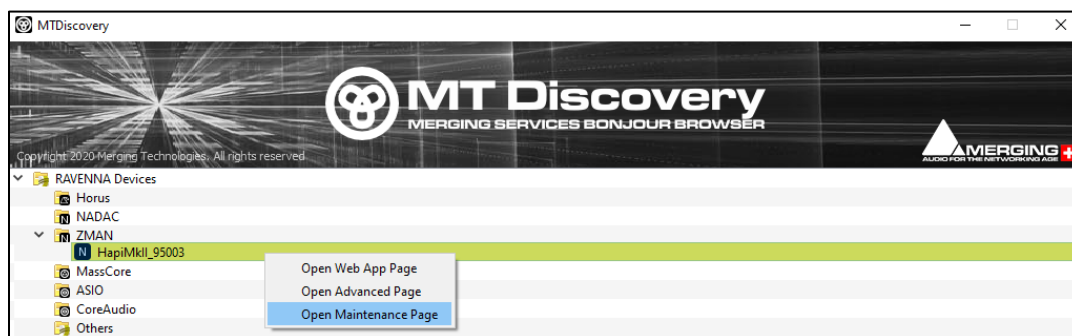 MTDiscovery
MT Discovery
MERGING SERVICES BONJOUR BROWSER
Copyright 2020 Merging Technologies. All rights reserved
MERGING
AUDIO FOR THE NETWORKING AGE
RAVENNA Devices
Horus
NADAC
ZMAN
N HapiMkII_95003
Open Web App Page
MassCore
Open Advanced Page
ASIO
CoreAudio
Open Maintenance Page
Others